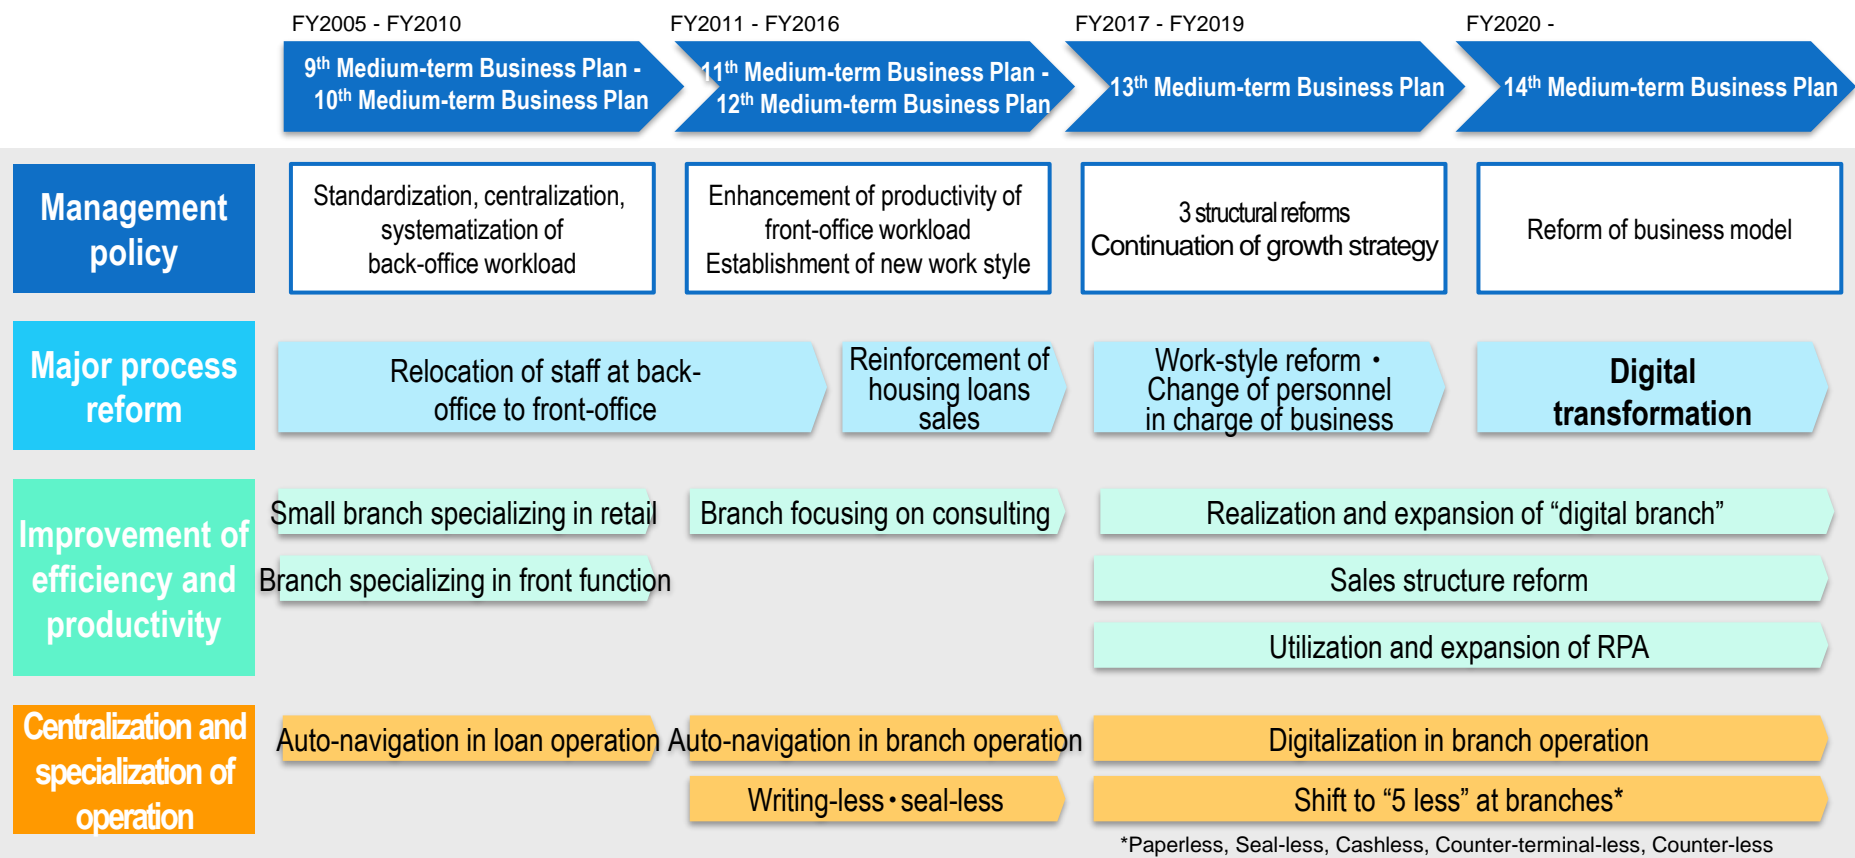 FY2005 - FY2010
FY2011 - FY2016
FY2017 - FY2019
FY2020 -
9th Medium-term Business Plan -
10th Medium-term Business Plan
11th Medium-term Business Plan -
12th Medium-term Business Plan
13th Medium-term Business Plan
14th Medium-term Business Plan
Management
policy
Standardization, centralization,
systematization of
back-office workload
Enhancement of productivity of
front-office workload
Establishment of new work style
3 structural reforms
Continuation of growth strategy
Reform of business model
Major process
reform
Relocation of staff at back-
office to front-office
Reinforcement of
housing loans
sales
Work-style reform・
Change of personnel
in charge of business
Digital
transformation
Improvement of
efficiency and
productivity
Small branch specializing in retail
Branch focusing on consulting
Realization and expansion of “digital branch”
Branch specializing in front function
Sales structure reform
Utilization and expansion of RPA
Centralization and
specialization of
operation
Auto-navigation in loan operation
Auto-navigation in branch operation
Digitalization in branch operation
Writing-less・seal-less
Shift to “5 less” at branches*
*Paperless, Seal-less, Cashless, Counter-terminal-less, Counter-less